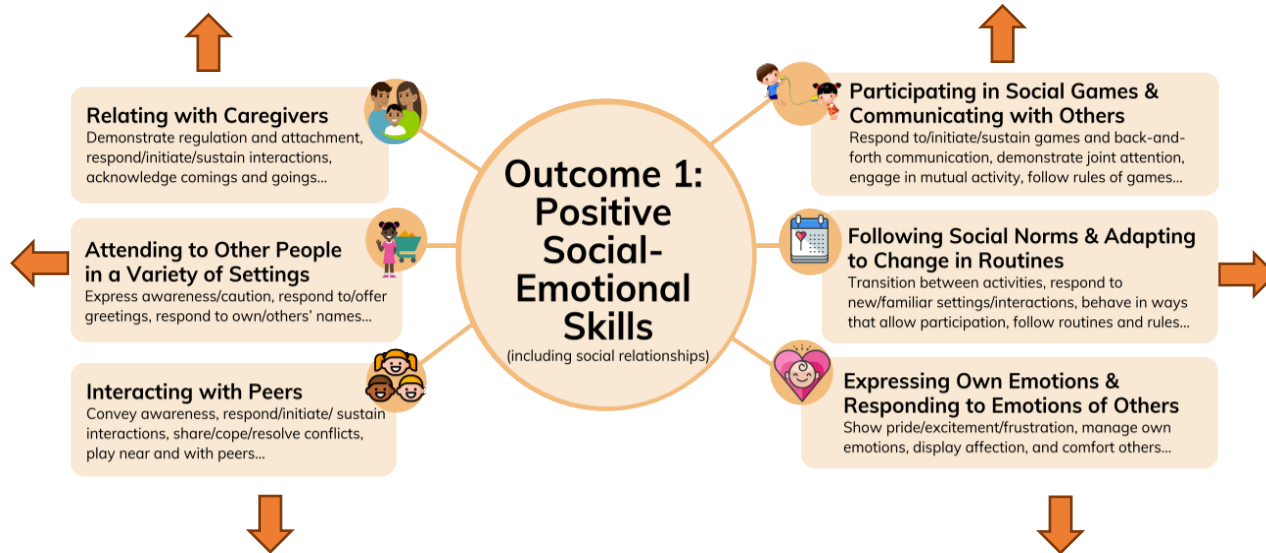 Relating with Caregivers
Demonstrate regulation and attachment,
respond/initiate/sustain interactions,
acknowledge comings and goings...
Attending to Other People
in a Variety of Settings
Express awareness/caution, respond to/offer
greetings, respond to own/others' names...
Interacting with Peers
Convey awareness, respond/initiate/ sustain
interactions, share/cope/resolve conflicts,
play near and with peers...
Outcome 1:
Positive
Social-
Emotional
Skills
(including social relationships)
Participating in Social Games &
Communicating with Others
Respond to/initiate/sustain games and back-and-
forth communication, demonstrate joint attention,
engage in mutual activity, follow rules of games...
Following Social Norms & Adapting
to Change in Routines
Transition between activities, respond to
new/familiar settings/interactions, behave in ways
that allow participation, follow routines and rules...
Expressing Own Emotions &
Responding to Emotions of Others
Show pride/excitement/frustration, manage own
emotions, display affection, and comfort others...